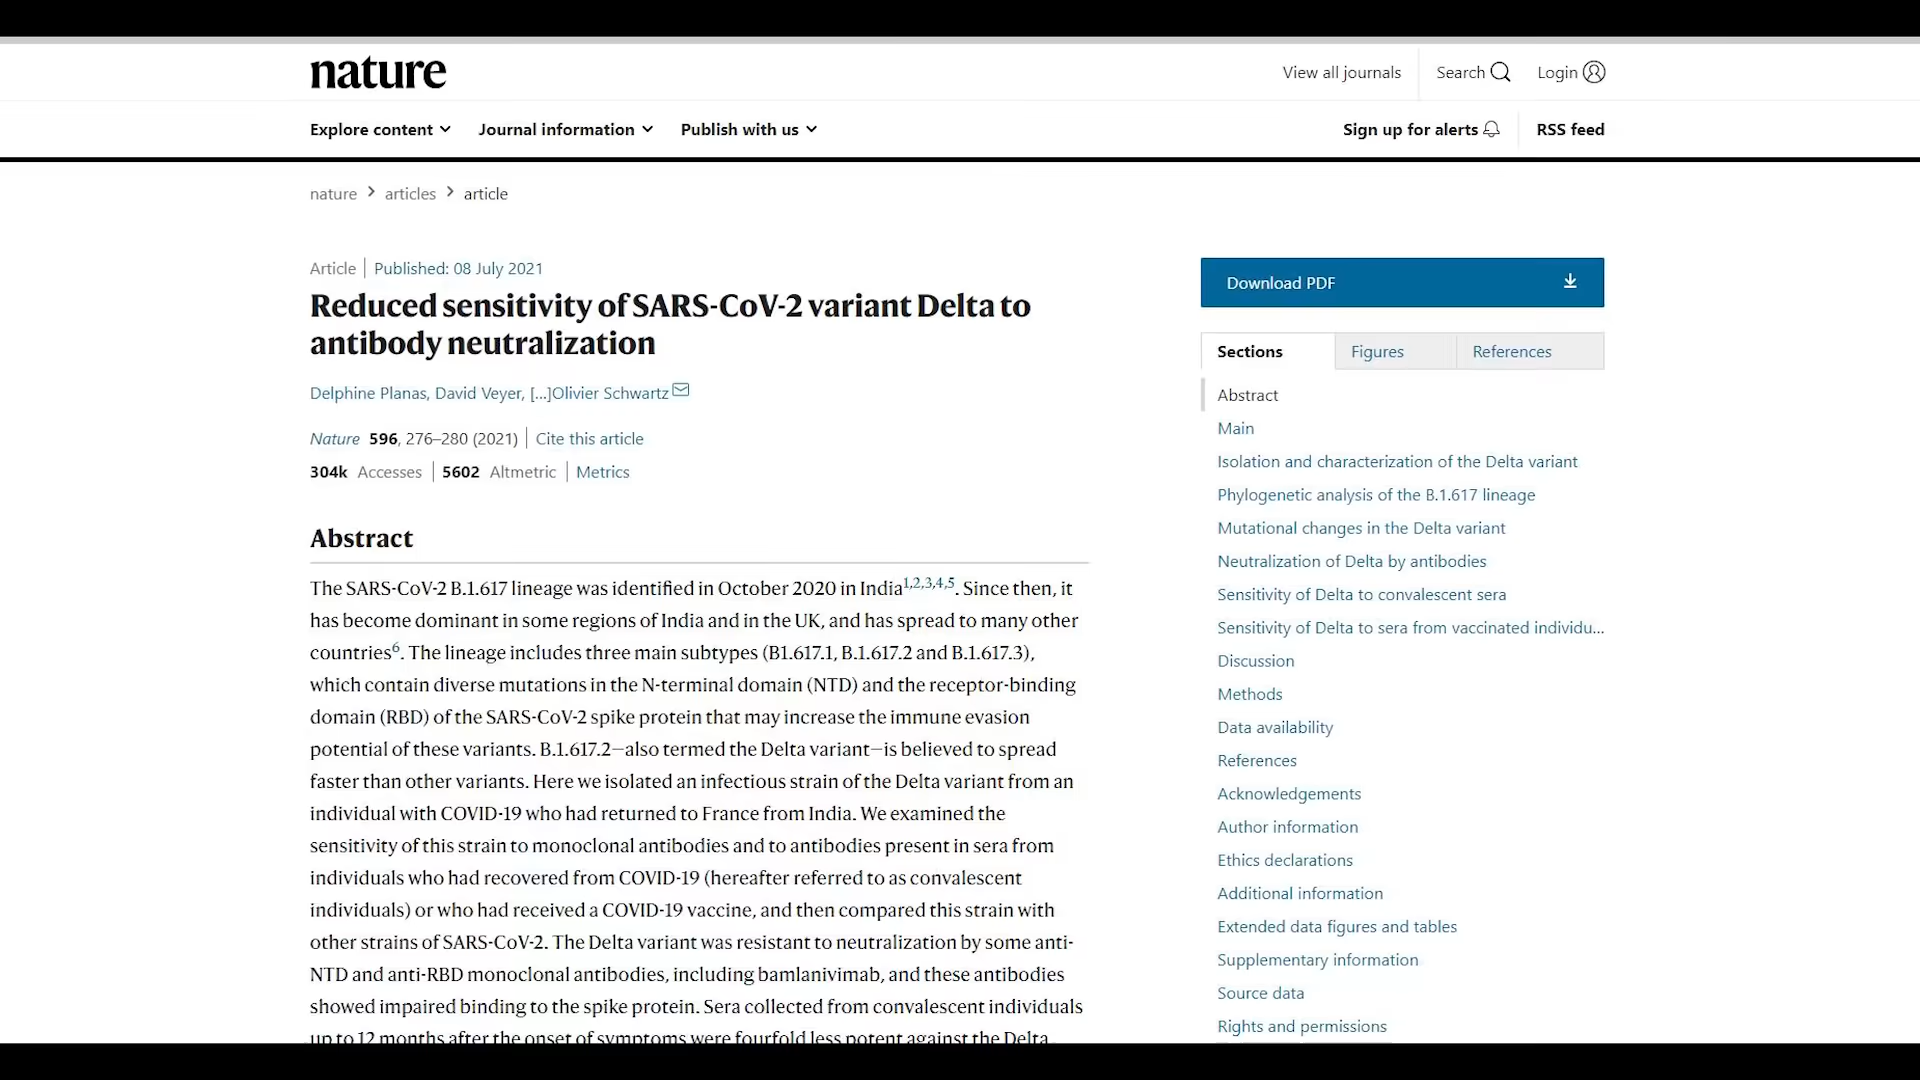 nature
View all journals
Search
Login
Explore content
Journal information
Publish with us
Sign up for alerts
RSS feed
nature > articles > article
Article | Published: 08 July 2021
Reduced sensitivity of SARS-CoV-2 variant Delta to
antibody neutralization
Delphine Planas, David Veyer, [...]Olivier Schwartz
Nature 596, 276–280 (2021) | Cite this article
304k Accesses | 5602 Altmetric | Metrics
Abstract
The SARS-CoV-2 B.1.617 lineage was identified in October 2020 in India1,2,3,4,5. Since then, it
has become dominant in some regions of India and in the UK, and has spread to many other
countries6. The lineage includes three main subtypes (B1.617.1, B.1.617.2 and B.1.617.3),
which contain diverse mutations in the N-terminal domain (NTD) and the receptor-binding
domain (RBD) of the SARS-CoV-2 spike protein that may increase the immune evasion
potential of these variants. B.1.617.2—also termed the Delta variant—is believed to spread
faster than other variants. Here we isolated an infectious strain of the Delta variant from an
individual with COVID-19 who had returned to France from India. We examined the
sensitivity of this strain to monoclonal antibodies and to antibodies present in sera from
individuals who had recovered from COVID-19 (hereafter referred to as convalescent
individuals) or who had received a COVID-19 vaccine, and then compared this strain with
other strains of SARS-CoV-2. The Delta variant was resistant to neutralization by some anti-
NTD and anti-RBD monoclonal antibodies, including bamlanivimab, and these antibodies
showed impaired binding to the spike protein. Sera collected from convalescent individuals
up to 12 months after the onset of symptoms were fourfold less potent against the Delta
Download PDF
Sections
Figures
References
Abstract
Main
Isolation and characterization of the Delta variant
Phylogenetic analysis of the B.1.617 lineage
Mutational changes in the Delta variant
Neutralization of Delta by antibodies
Sensitivity of Delta to convalescent sera
Sensitivity of Delta to sera from vaccinated individu...
Discussion
Methods
Data availability
References
Acknowledgements
Author information
Ethics declarations
Additional information
Extended data figures and tables
Supplementary information
Source data
Rights and permissions